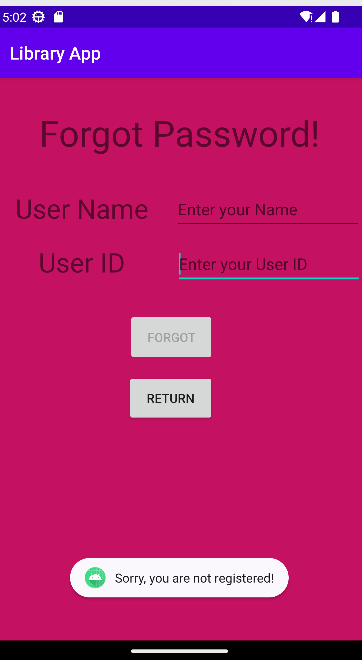 5:02
Library App
Forgot Password!
User Name Enter your Name
User ID Enter your User ID
FORGOT
RETURN
Sorry, you are not registered!